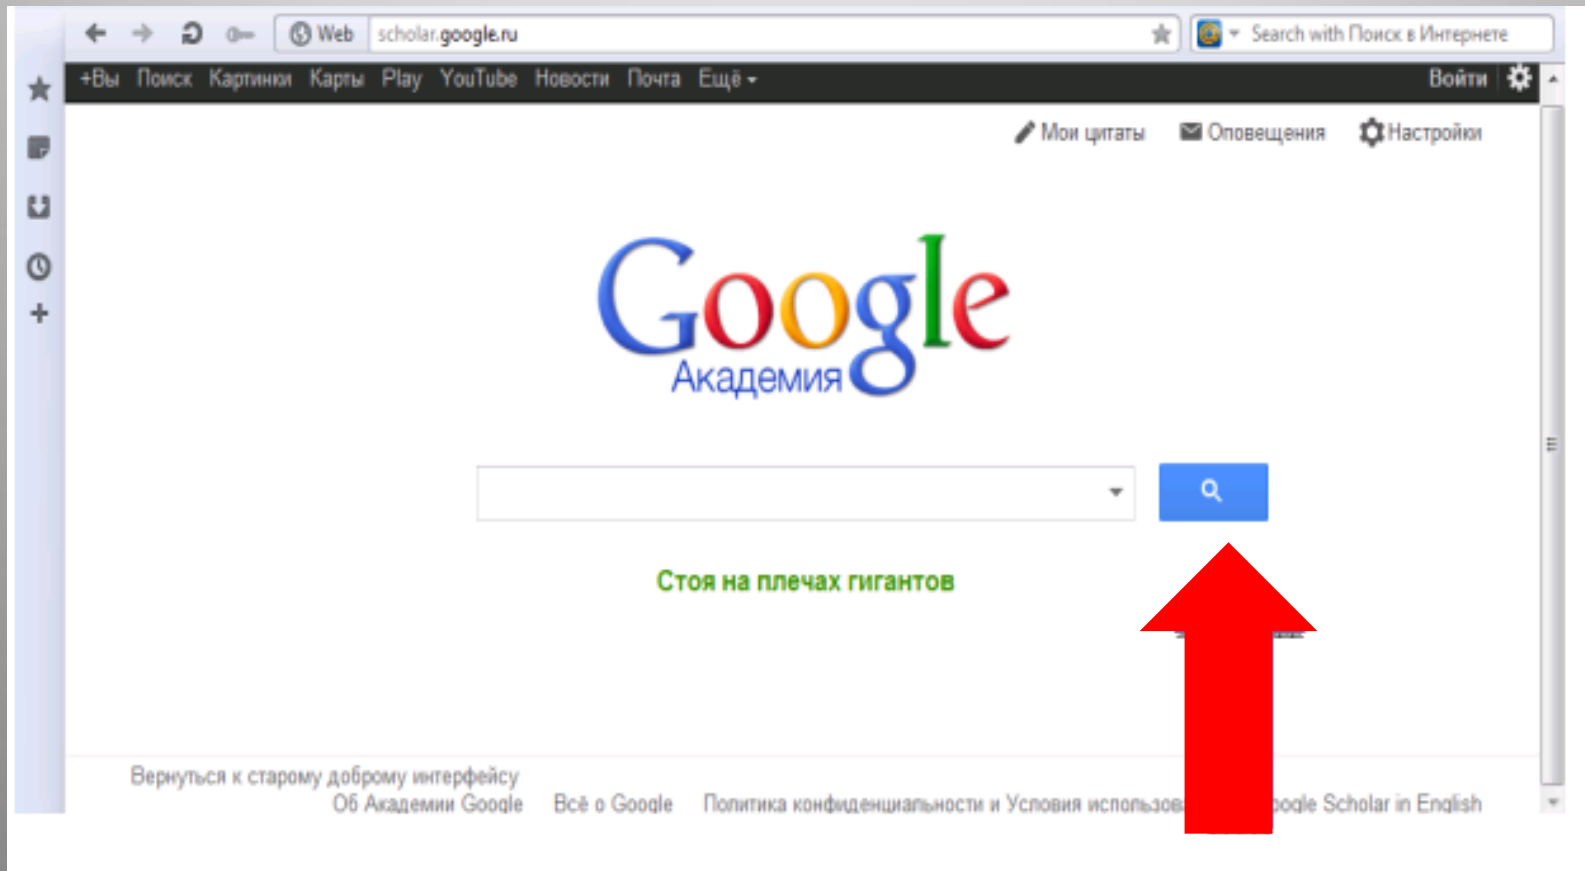 Web scholar.google.ru Search with Поиск в Интернете
+Вы Поиск Картинки Карты Play YouTube Новости Почта Ещё Войти
Мои цитаты Оповещения Настройки
Google
Академия
Стоя на плечах гигантов
Вернуться к старому доброму интерфейсу
Об Академии Google Всё о Google Политика конфиденциальности и Условия Scholar in English